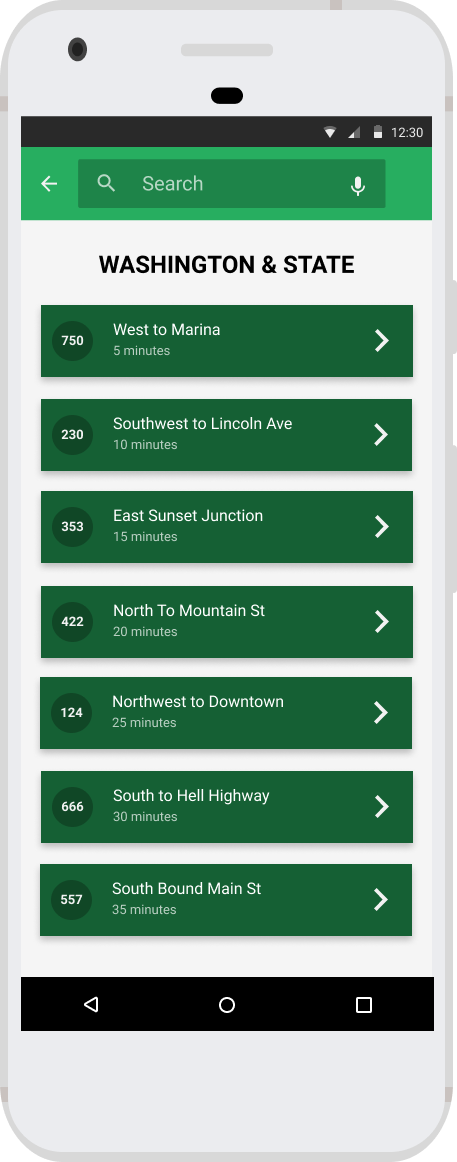 12:30
Search
WASHINGTON & STATE
750
West to Marina
5 minutes
230
Southwest to Lincoln Ave
10 minutes
353
East Sunset Junction
15 minutes
422
North To Mountain St
20 minutes
124
Northwest to Downtown
25 minutes
666
South to Hell Highway
30 minutes
557
South Bound Main St
35 minutes